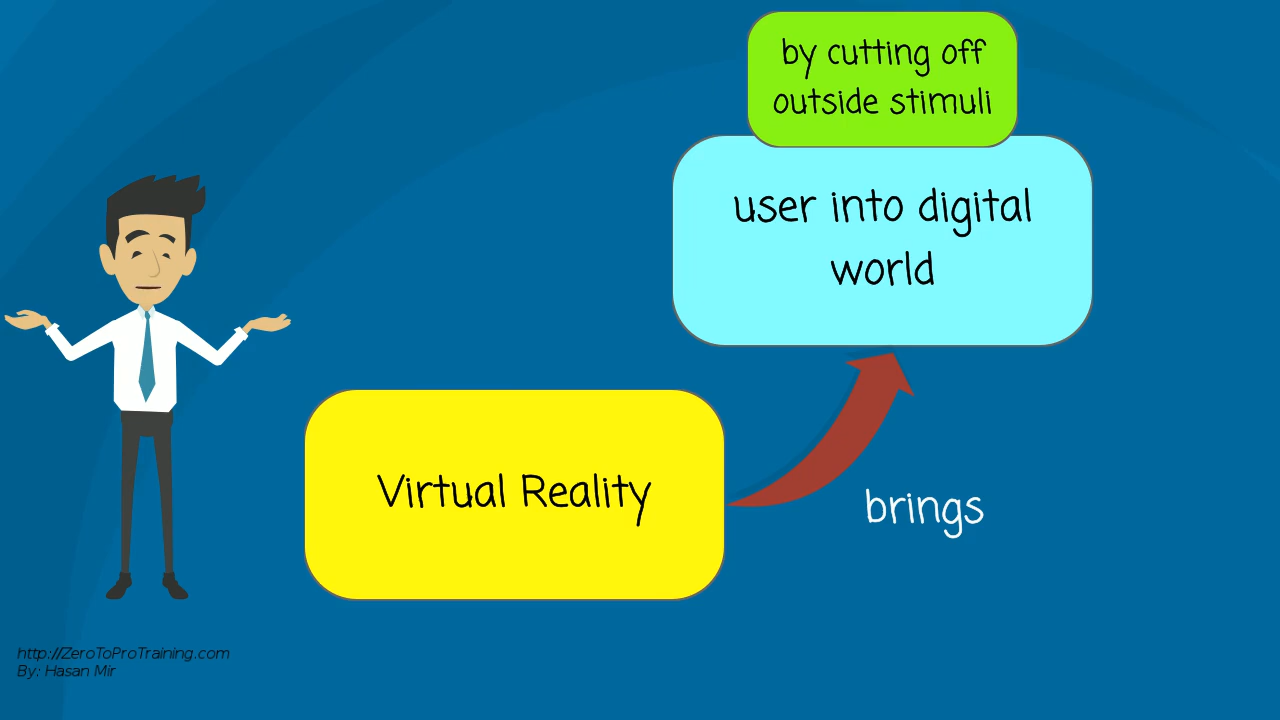 by cutting off
outside stimuli
user into digital
world
Virtual Reality
brings
http://ZeroToProTraining.com
By: Hasan Mir